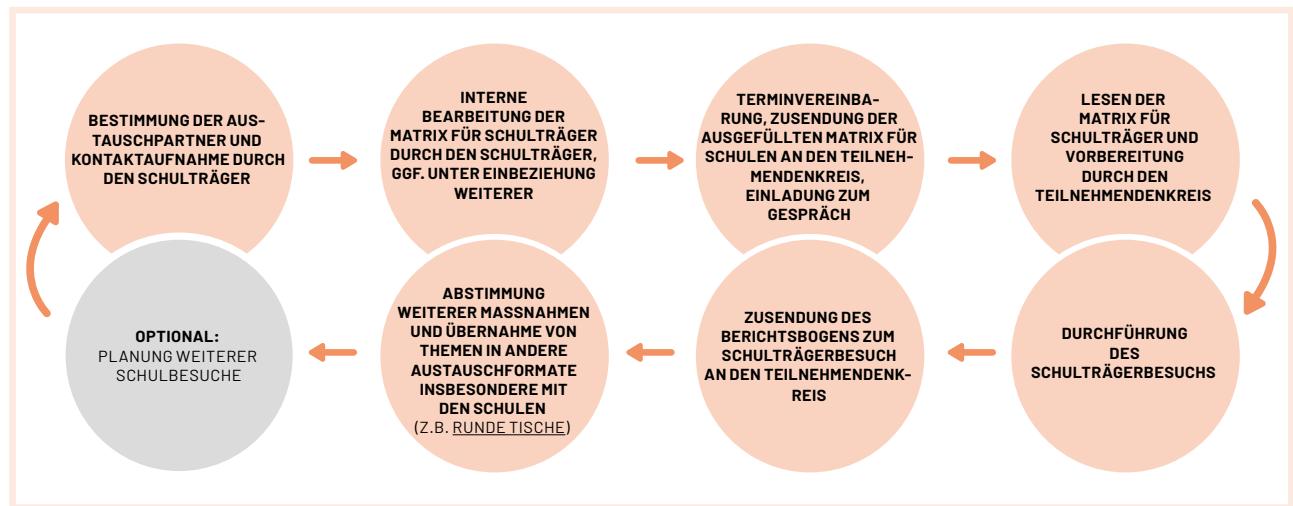 BESTIMMUNG DER AUS-
TAUSCHPARTNER UND
KONTAKTAUFNAHME DURCH
DEN SCHULTRÄGER
INTERNE
BEARBEITUNG DER
MATRIX FÜR SCHULTRÄGER
DURCH DEN SCHULTRÄGER,
GGF. UNTER EINBEZIEHUNG
WEITERER
TERMINVEREINBA-
RUNG, ZUSENDUNG DER
AUSGEFÜLLTEN MATRIX FÜR
SCHULEN AN DEN TEILNEH-
MENDENKREIS,
EINLADUNG ZUM
GESPRÄCH
LESEN DER
MATRIX FÜR
SCHULTRÄGER UND
VORBEREITUNG
DURCH DEN
TEILNEHMENDENKREIS
DURCHFÜHRUNG
DES
SCHULTRÄGERBESUCHS
ZUSENDUNG DES
BERICHTSBOGENS ZUM
SCHULTRÄGERBESUCH
AN DEN TEILNEHMENDENK-
REIS
ABSTIMMUNG
WEITERER MASSNAHMEN
UND ÜBERNAHME VON
THEMEN IN ANDERE
AUSTAUSCHFORMATE
INSBESONDERE MIT
DEN SCHULEN
(Z.B. RUNDE TISCHE)
OPTIONAL:
PLANUNG WEITERER
SCHULBESUCHE